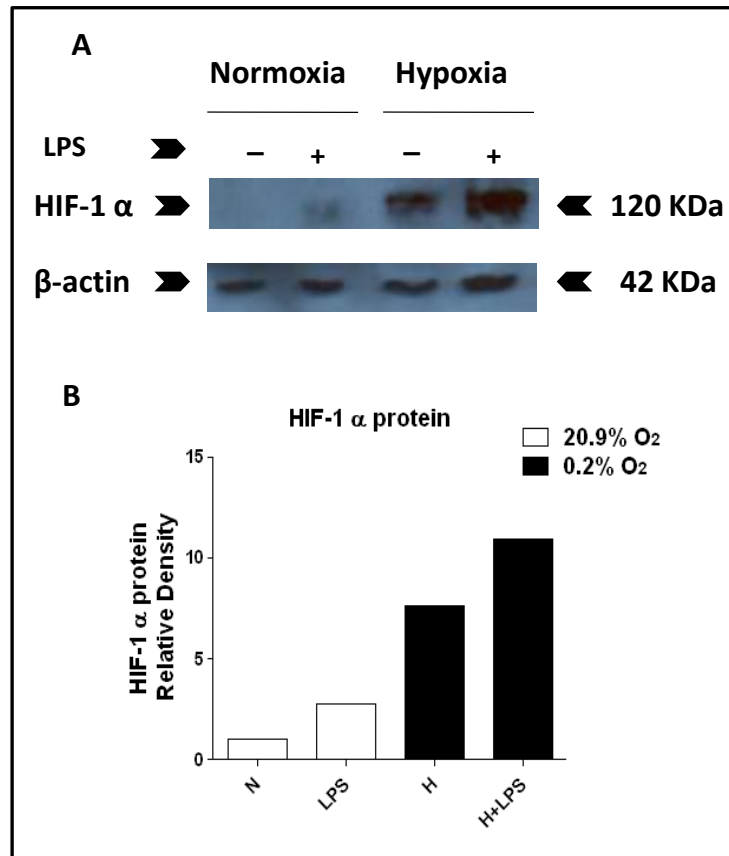 A
Normoxia Hypoxia
LPS − + − +
HIF-1 α 120 KDa
β-actin 42 KDa
B
HIF-1 α protein
20.9% O₂
0.2% O₂
HIF-1 α protein
Relative Density
15
10
5
0
N LPS H H+LPS